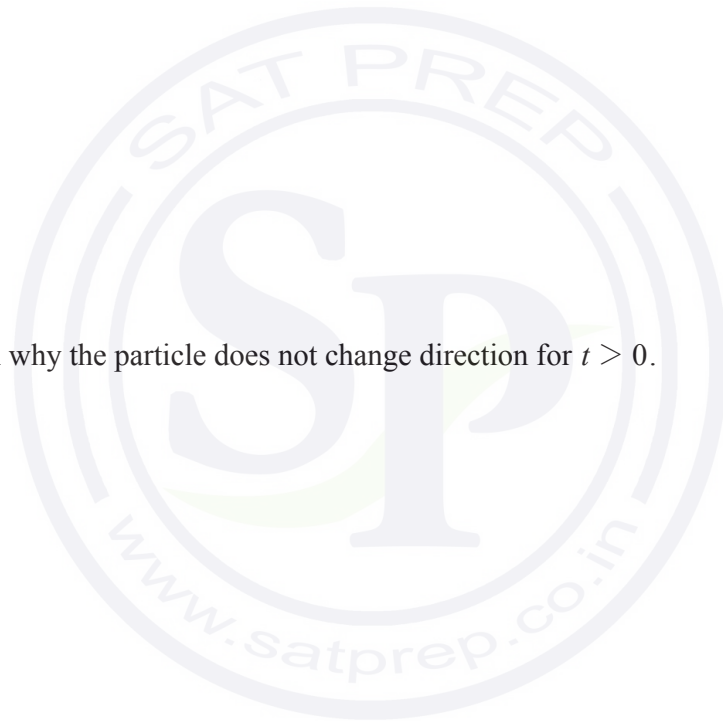 SAT PREP
why the particle does not change direction for t > 0.
SP
www.satprep.co.in